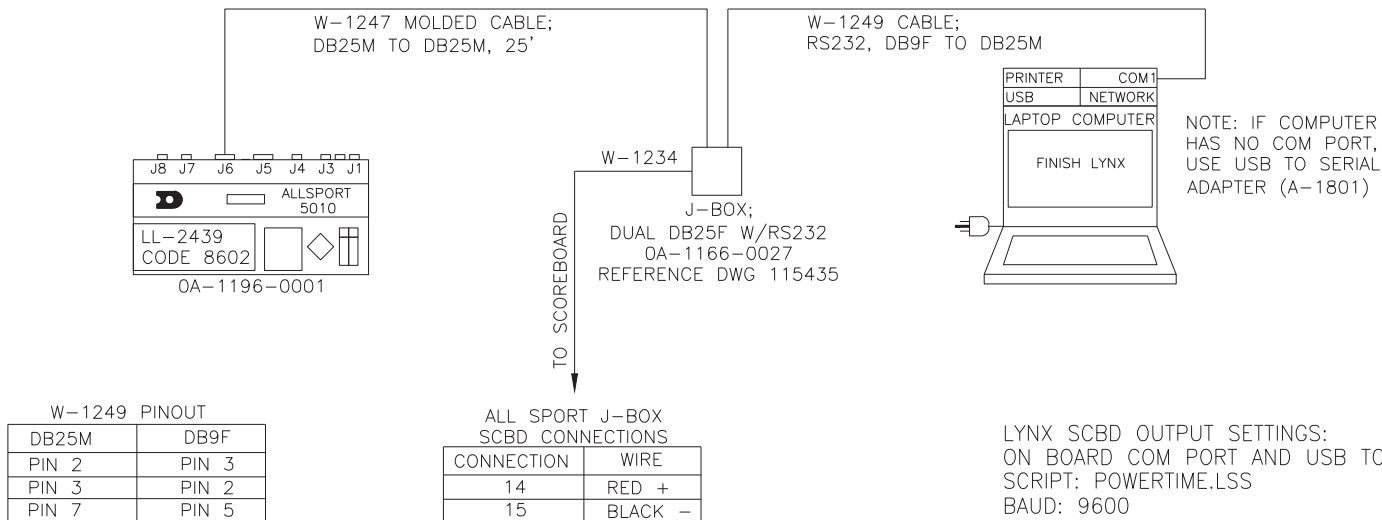 W-1247 MOLDED CABLE;
DB25M TO DB25M, 25'
W-1249 CABLE;
RS232, DB9F TO DB25M
PRINTER COM1
USB NETWORK
LAPTOP COMPUTER
FINISH LYNX
NOTE: IF COMPUTER
HAS NO COM PORT,
USE USB TO SERIAL
ADAPTER (A-1801)
J8 J7 J6 J5 J4 J3 J1
ALLSPORT
5010
LL-2439
CODE 8602
0A-1196-0001
W-1234
J-BOX;
DUAL DB25F W/RS232
0A-1166-0027
REFERENCE DWG 115435
TO SCOREBOARD
W-1249 PINOUT
DB25M DB9F
PIN 2 PIN 3
PIN 3 PIN 2
PIN 7 PIN 5
ALL SPORT J-BOX
SCBD CONNECTIONS
CONNECTION WIRE
14 RED +
15 BLACK -
LYNX SCBD OUTPUT SETTINGS:
ON BOARD COM PORT AND USB TO
SCRIPT: POWERTIME.LSS
BAUD: 9600